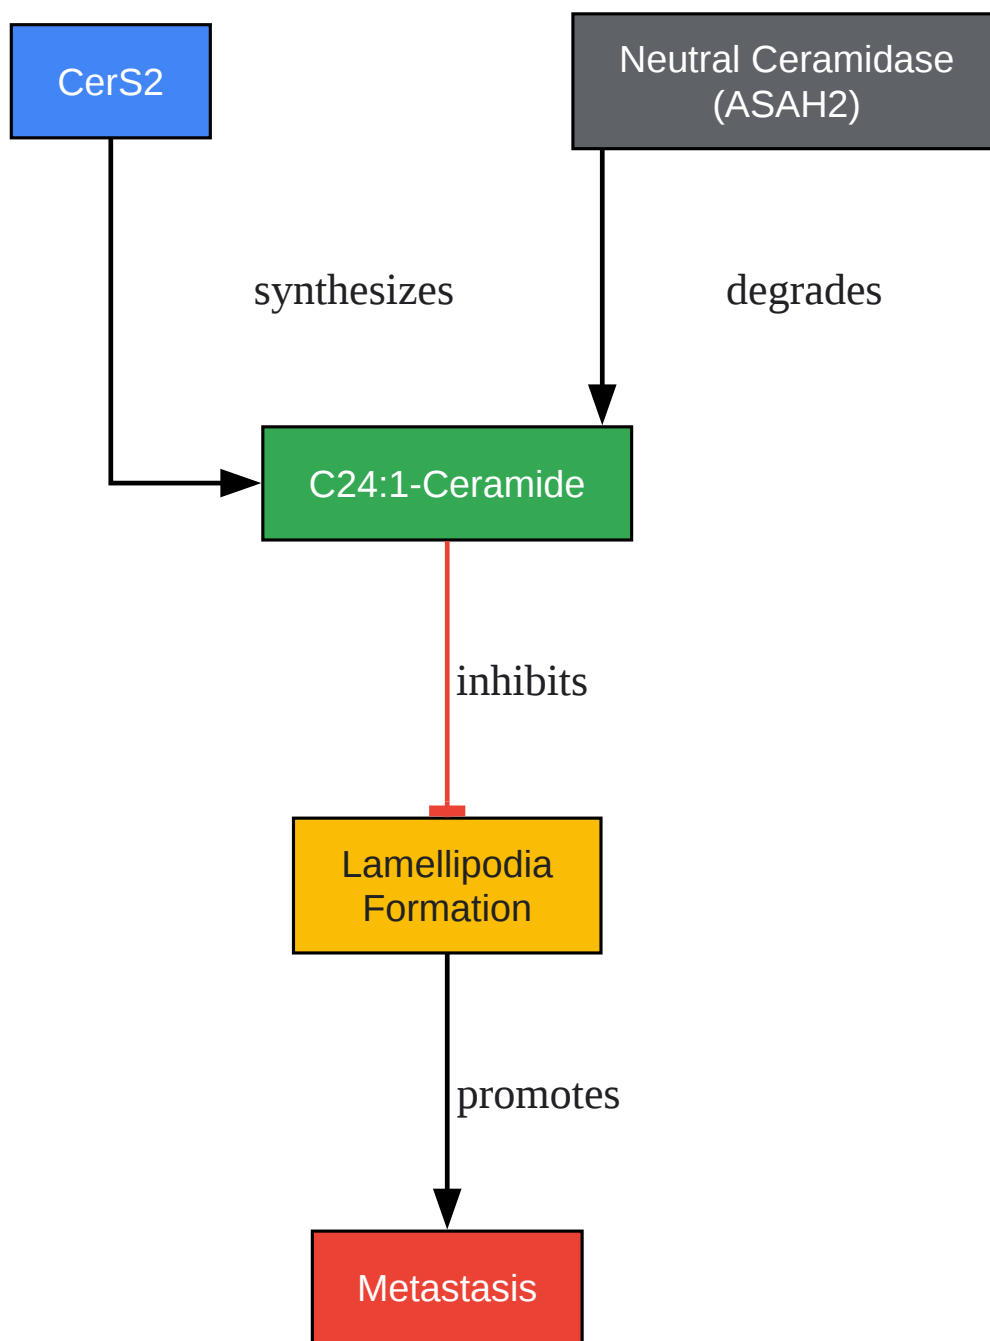 CerS2
Neutral Ceramidase
(ASAH2)
synthesizes
degrades
C24:1-Ceramide
inhibits
Lamellipodia
Formation
promotes
Metastasis